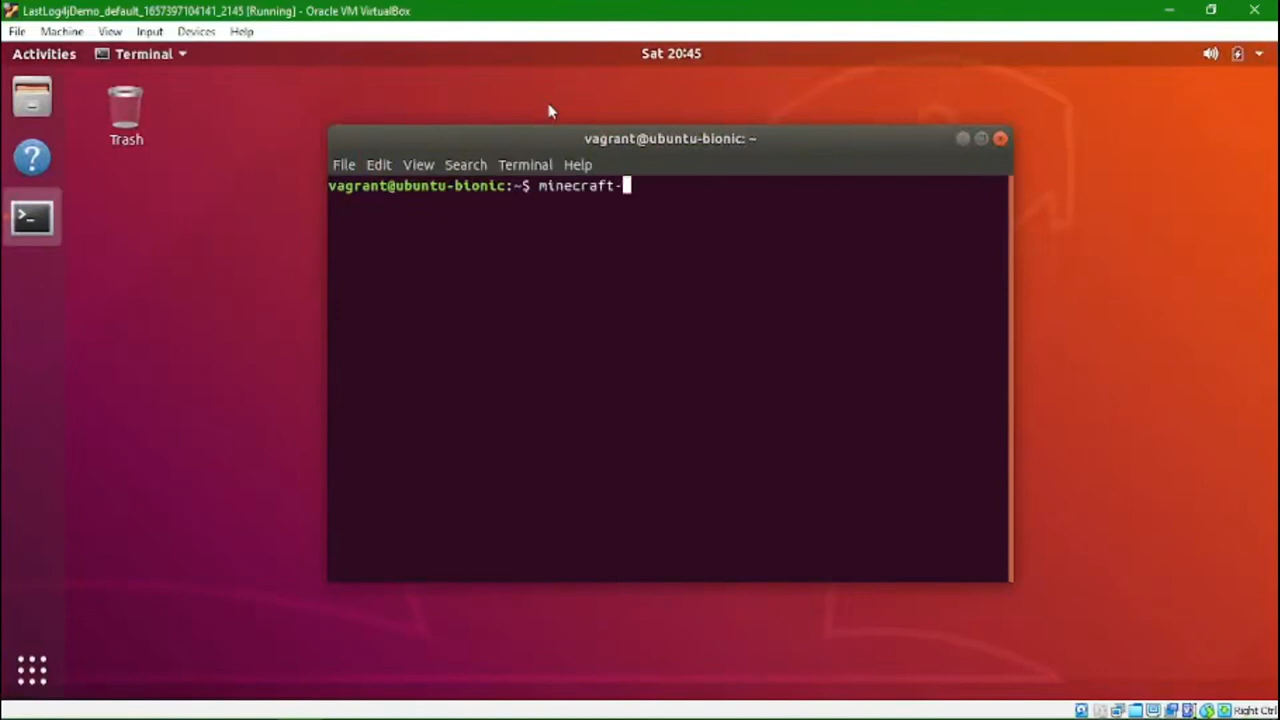 LastLog4jDemo_default_1657397104141_2145 [Running] - Oracle VM VirtualBox
File Machine View Input Devices Help
Activities Terminal Sat 20:45
Trash
vagrant@ubuntu-bionic: ~
File Edit View Search Terminal Help
vagrant@ubuntu-bionic:~$ minecraft-
Right Ctrl